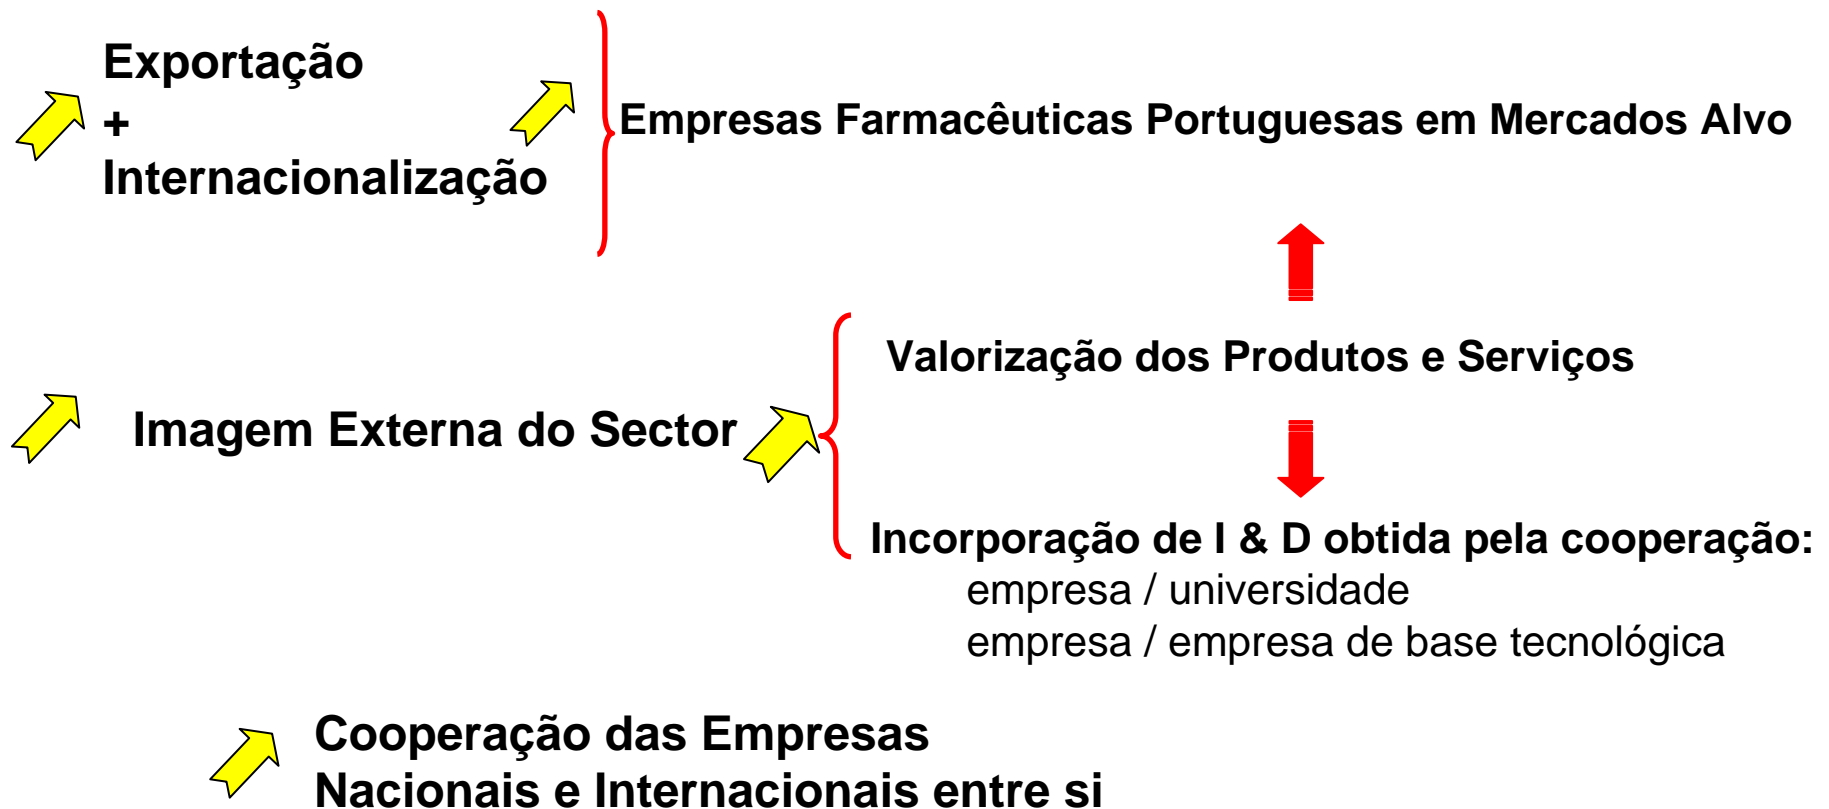 Exportação
+
Internacionalização
Empresas Farmacêuticas Portuguesas em Mercados Alvo
Imagem Externa do Sector
Valorização dos Produtos e Serviços
Incorporação de I & D obtida pela cooperação:
empresa / universidade
empresa / empresa de base tecnológica
Cooperação das Empresas
Nacionais e Internacionais entre si